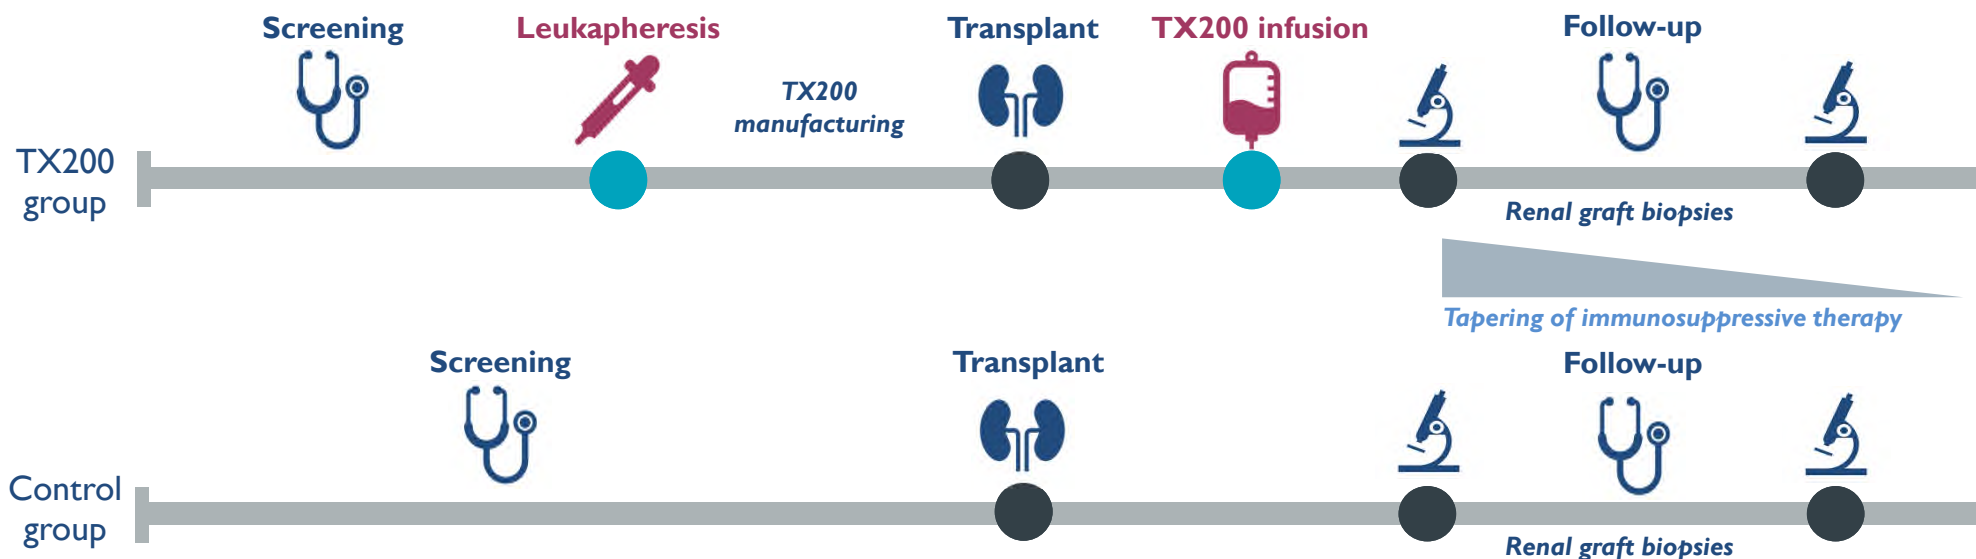 Screening
Leukapheresis
Transplant
TX200 infusion
Follow-up
TX200
manufacturing
TX200
group
Renal graft biopsies
Tapering of immunosuppressive therapy
Screening
Transplant
Follow-up
Control
group
Renal graft biopsies